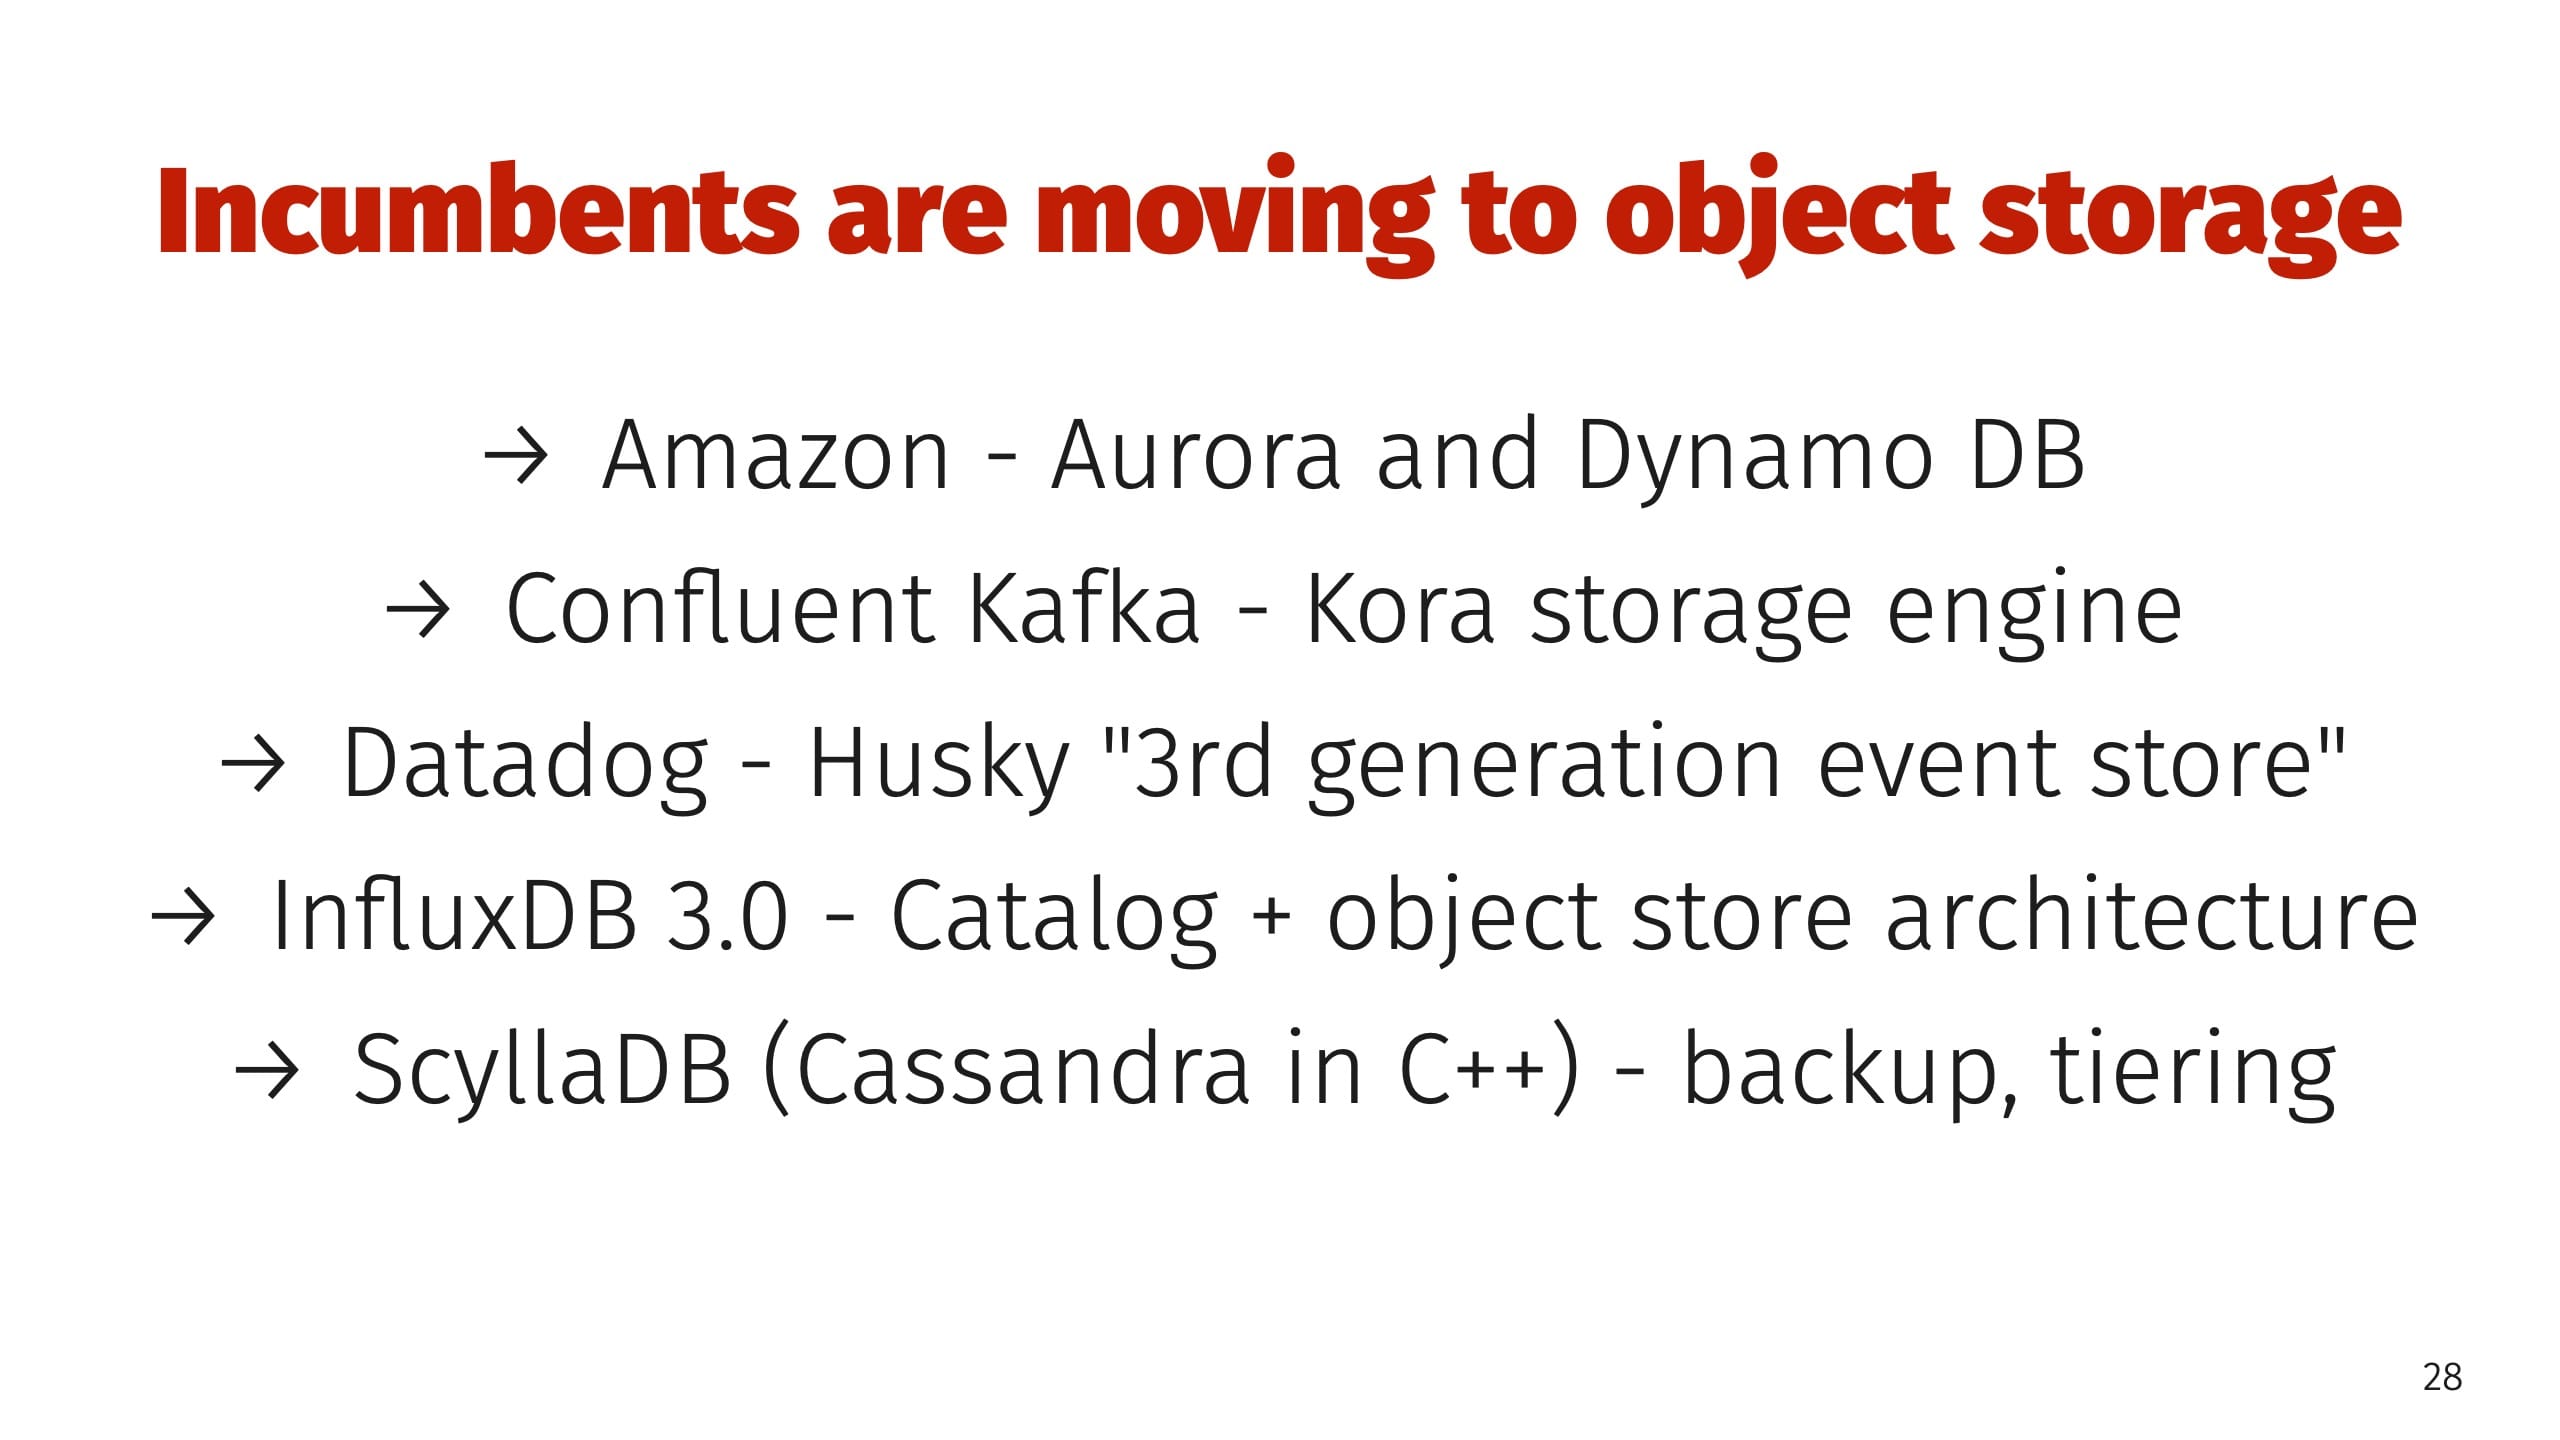 Incumbents are moving to object storage
→ Amazon - Aurora and Dynamo DB
→ Confluent Kafka - Kora storage engine
→ Datadog - Husky "3rd generation event store"
→ InfluxDB 3.0 - Catalog + object store architecture
→ ScyllaDB (Cassandra in C++) - backup, tiering
28